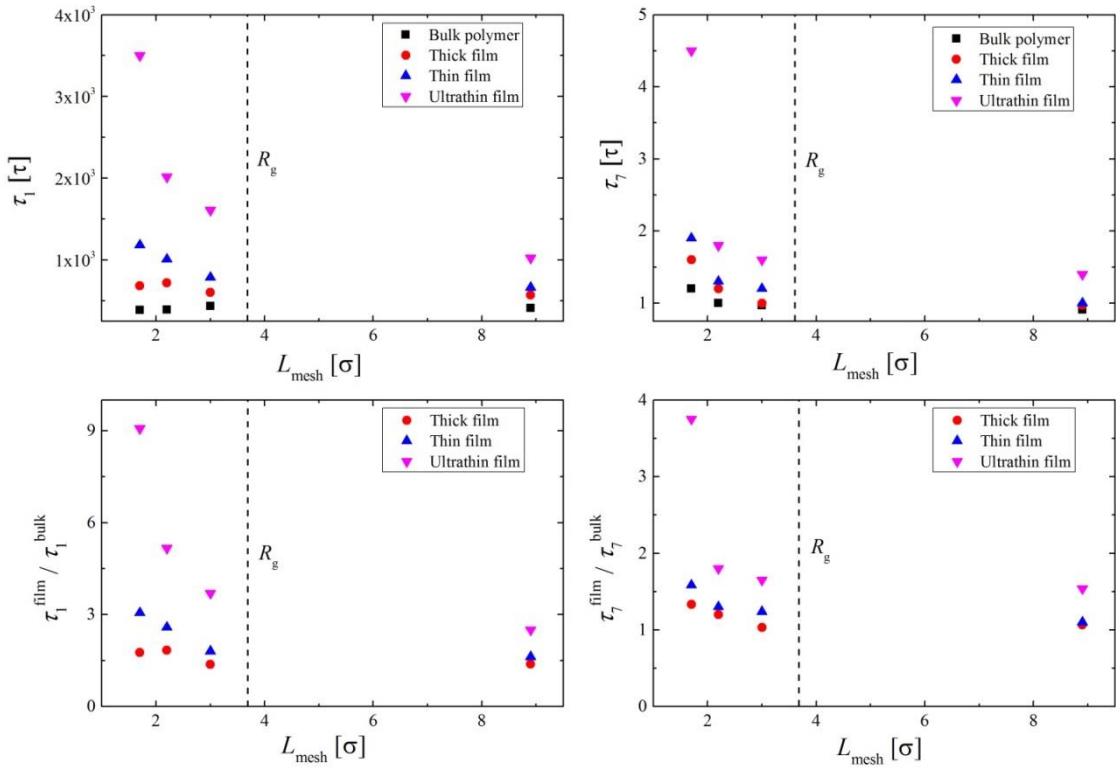 4x10³
3x10³
2x10³
1x10³
τ₁ [τ]
2 4 6 8
L_mesh [σ]
R_g
Bulk polymer
Thick film
Thin film
Ultrathin film
5
4
3
2
1
τ₇ [τ]
2 4 6 8
L_mesh [σ]
R_g
Bulk polymer
Thick film
Thin film
Ultrathin film
9
6
3
0
τ₁^film / τ₁^bulk
2 4 6 8
L_mesh [σ]
R_g
Thick film
Thin film
Ultrathin film
4
3
2
1
0
τ₇^film / τ₇^bulk
2 4 6 8
L_mesh [σ]
R_g
Thick film
Thin film
Ultrathin film